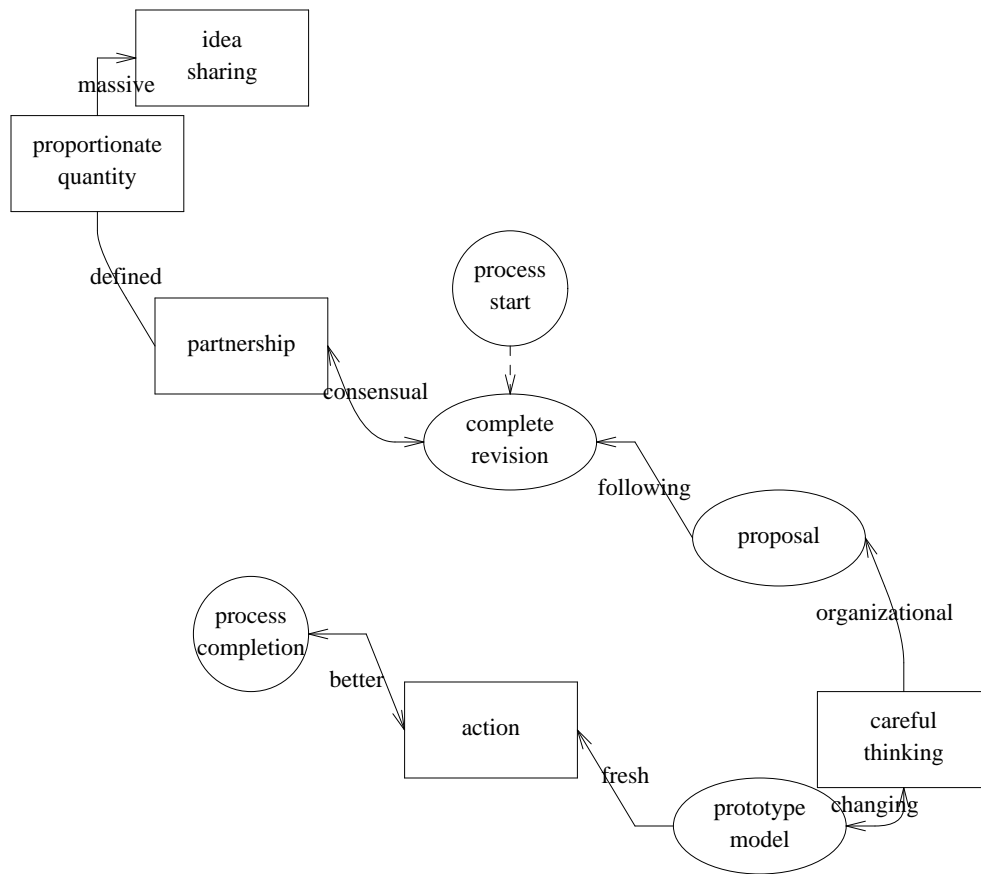 idea
sharing
massive
proportionate
quantity
defined
process
start
partnership
consensual
complete
revision
following
proposal
organizational
process
completion
better
action
careful
thinking
fresh
changing
prototype
model